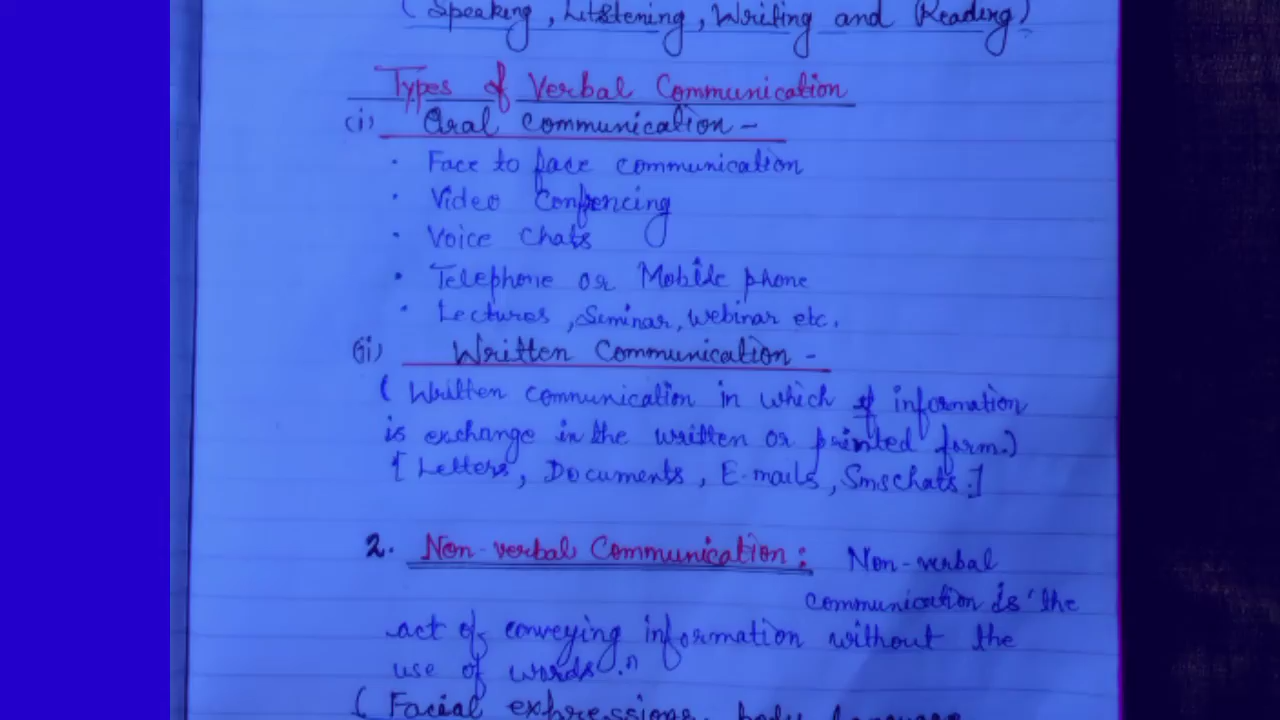 ( Speaking , Listening , Writing and Reading )
Types of Verbal Communication
(i) Oral Communication -
· Face to face communication
· Video Confencing
· Voice Chats
· Telephone or Mobile phone
· Lectures , Seminar, webinar etc.
(ii) Written Communication -
( Written communication in which information
is exchange in the written or printed form.)
[ Letters, Documents, E-mails, Sms chats.]
2. Non-verbal Communication : Non-verbal
communication is 'the
act of conveying information without the
use of words."
( Facial expressions, body language